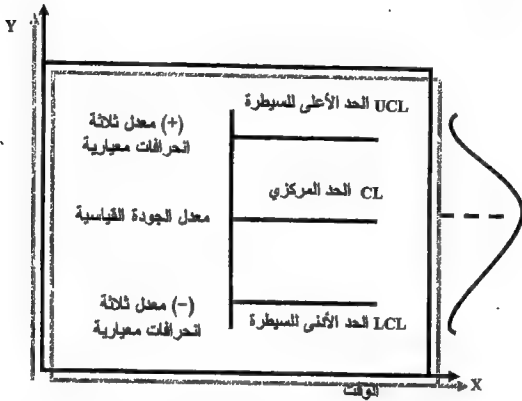 Y
UCL الحد الأعلى للسيطرة
(+) معدل ثلاثة
انحرافات معيارية
CL الحد المركزي
معدل الجودة القياسية
(−) معدل ثلاثة
انحرافات معيارية
LCL الحد الأدنى للسيطرة
X
الوقت